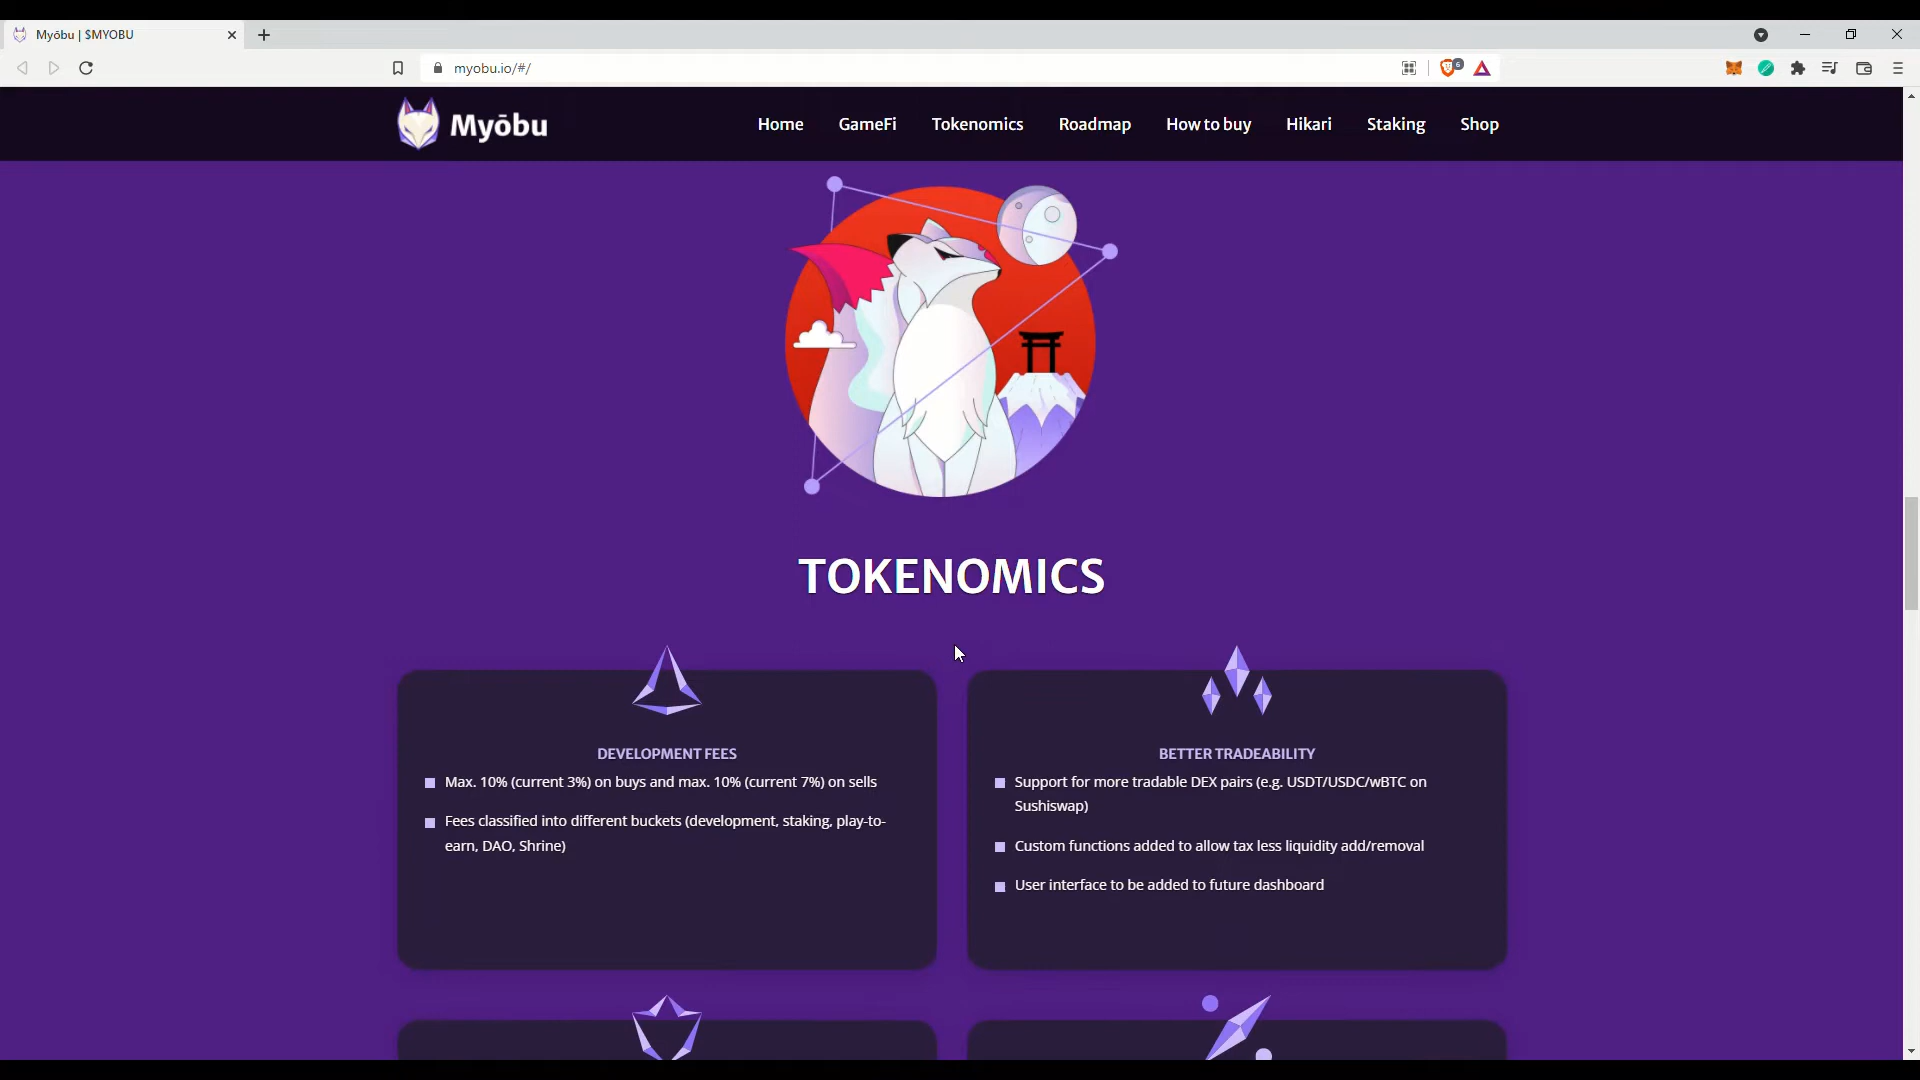 Myōbu | $MYOBU
myobu.io/#/
6
Myōbu
Home
GameFi
Tokenomics
Roadmap
How to buy
Hikari
Staking
Shop
TOKENOMICS
DEVELOPMENT FEES
Max. 10% (current 3%) on buys and max. 10% (current 7%) on sells
Fees classified into different buckets (development, staking, play-to-
earn, DAO, Shrine)
BETTER TRADEABILITY
Support for more tradable DEX pairs (e.g. USDT/USDC/wBTC on
Sushiswap)
Custom functions added to allow tax less liquidity add/removal
User interface to be added to future dashboard